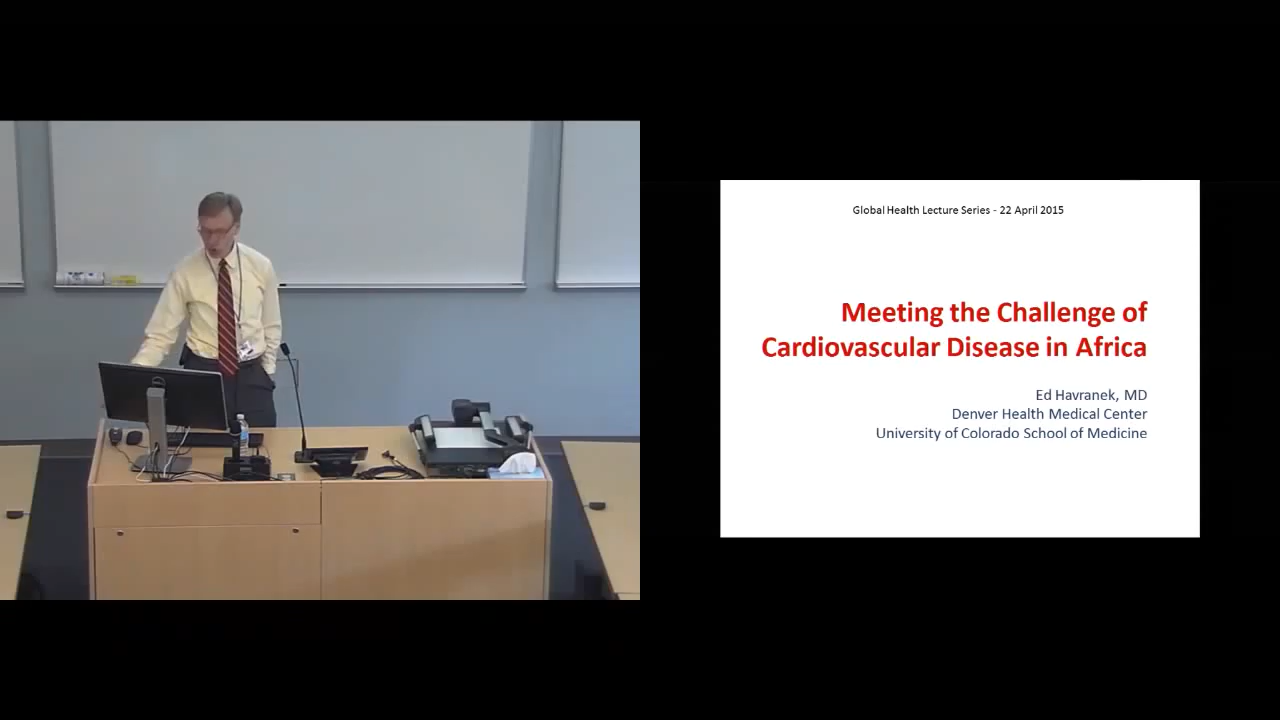 Global Health Lecture Series - 22 April 2015
Meeting the Challenge of
Cardiovascular Disease in Africa
Ed Havranek, MD
Denver Health Medical Center
University of Colorado School of Medicine